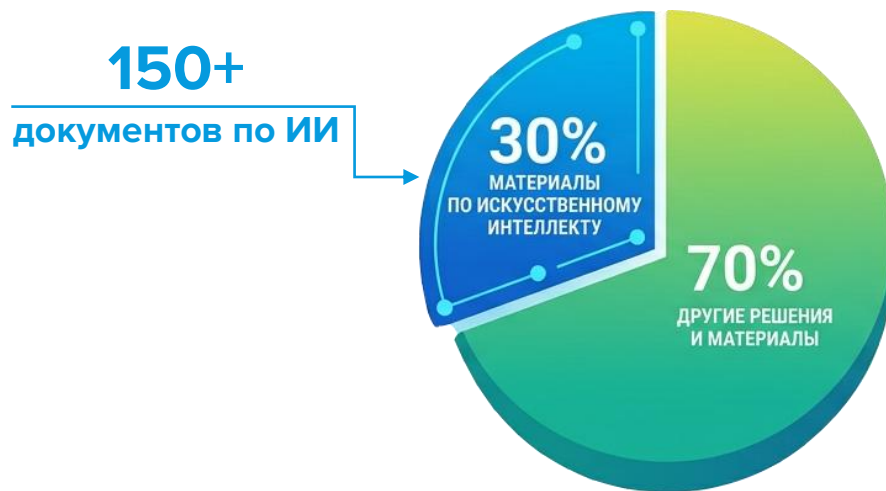 150+
документов по ИИ
30%
МАТЕРИАЛЫ
ПО ИСКУССТВЕННОМУ
ИНТЕЛЛЕКТУ
70%
ДРУГИЕ РЕШЕНИЯ
И МАТЕРИАЛЫ